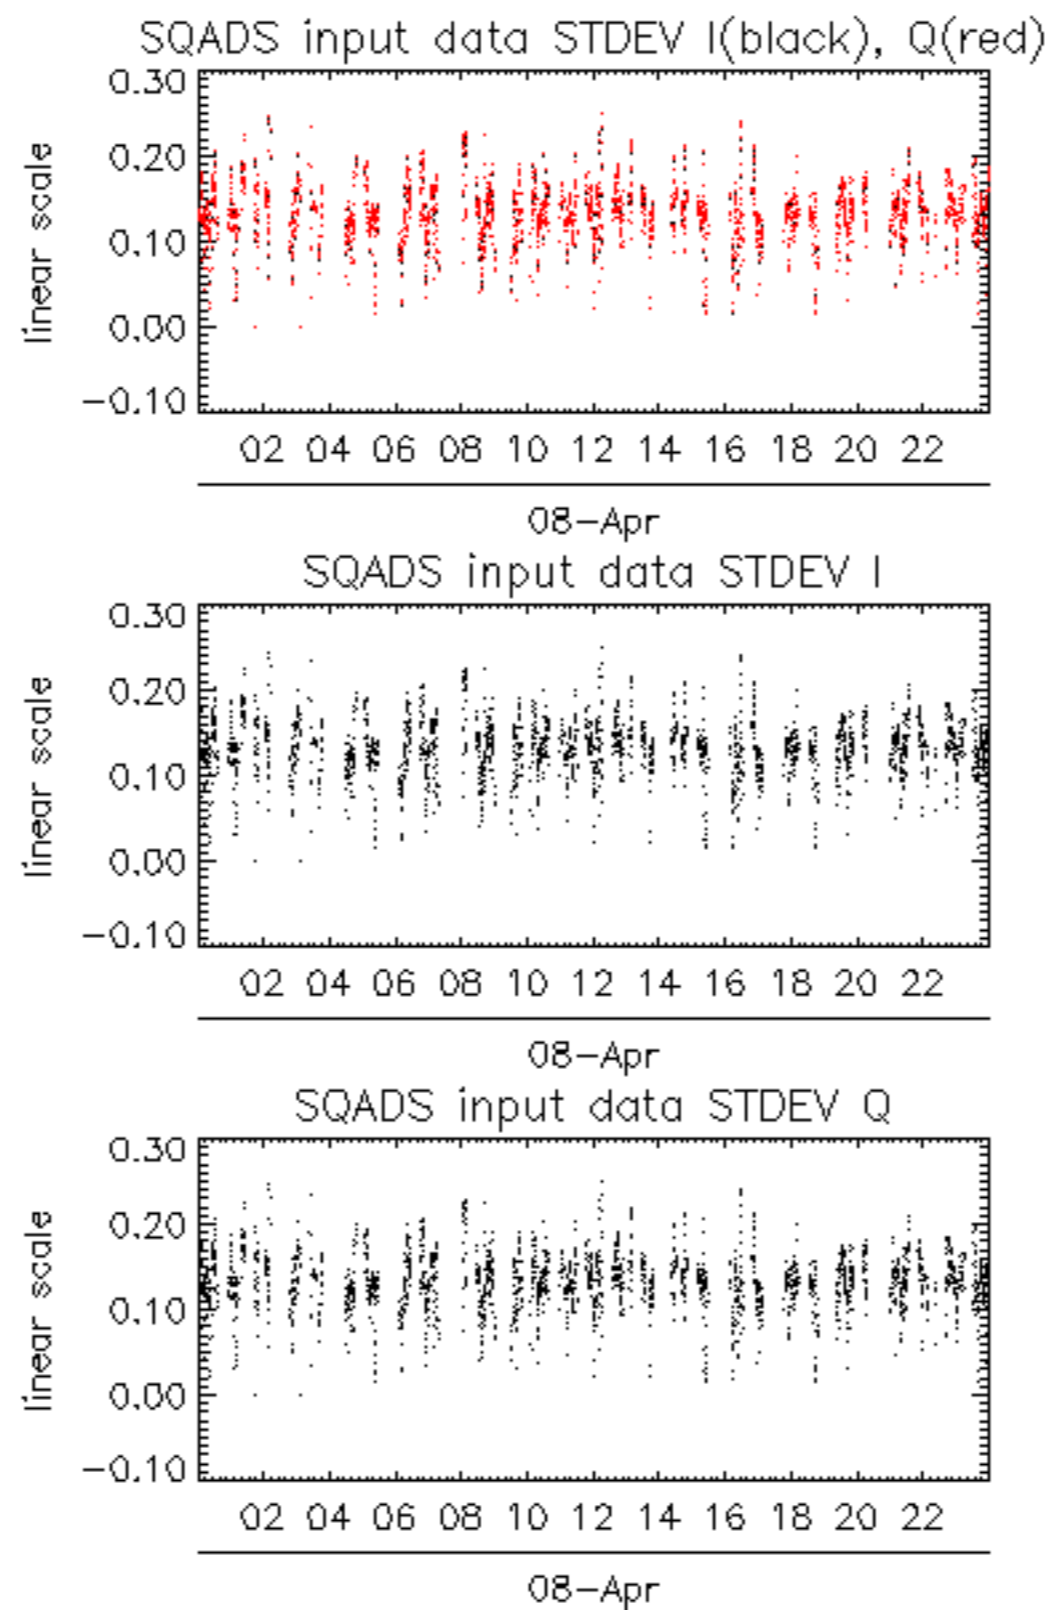 SQADS input data STDEV I(black), Q(red)
0.30
0.20
0.10
0.00
−0.10
linear scale
02 04 06 08 10 12 14 16 18 20 22
08−Apr
SQADS input data STDEV I
0.30
0.20
0.10
0.00
−0.10
linear scale
02 04 06 08 10 12 14 16 18 20 22
08−Apr
SQADS input data STDEV Q
0.30
0.20
0.10
0.00
−0.10
linear scale
02 04 06 08 10 12 14 16 18 20 22
08−Apr